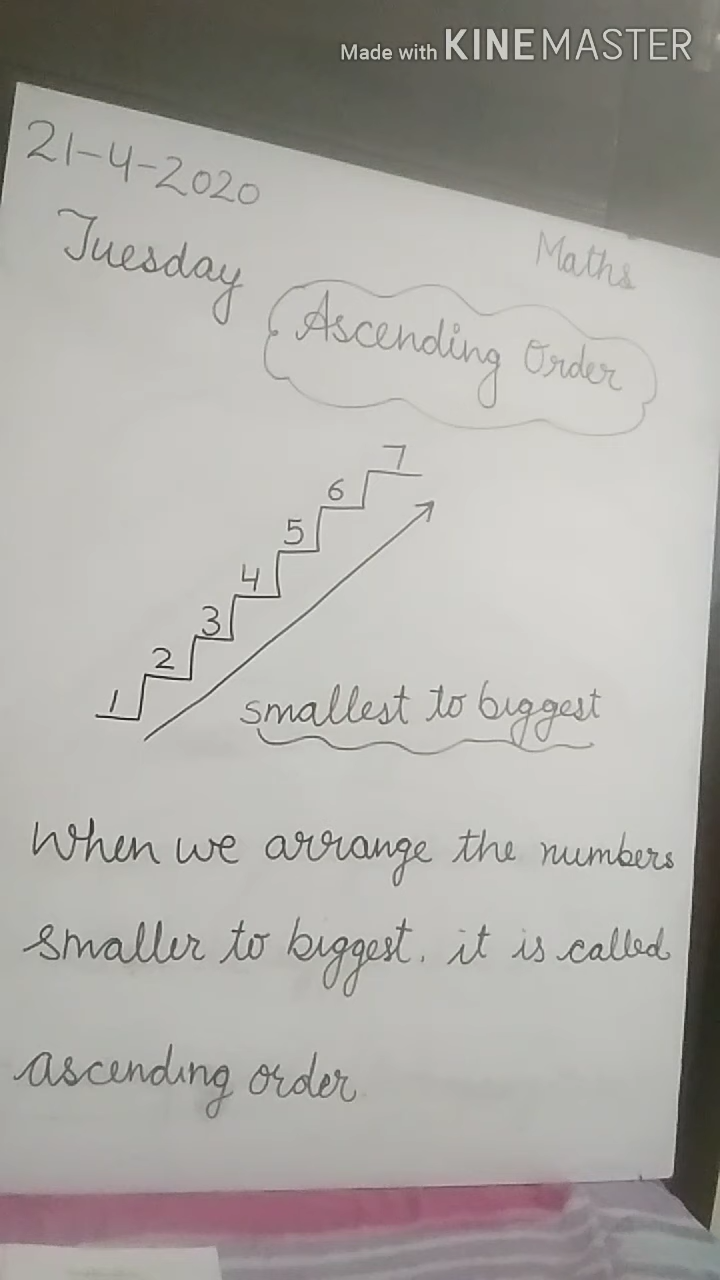 Made with KINEMASTER
21-4-2020
Tuesday
Maths
Ascending Order
7
6
5
4
3
2
1
smallest to biggest
When we arrange the numbers
smaller to biggest. it is called
ascending order